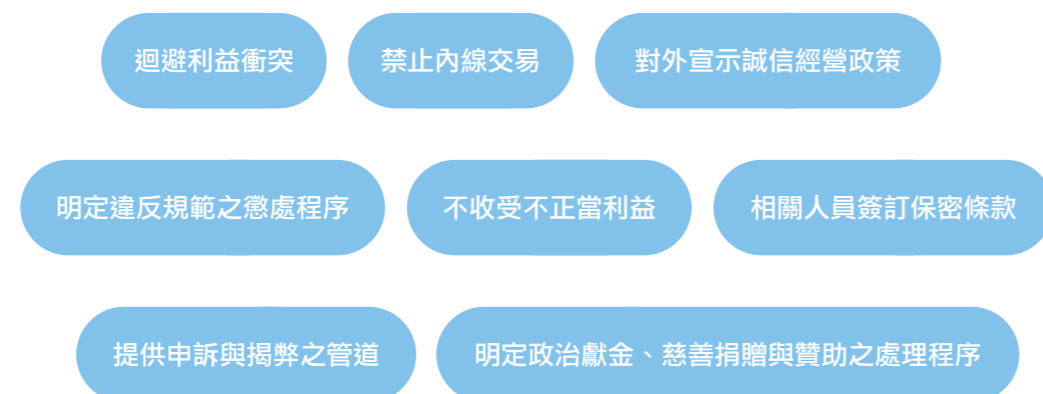 迴避利益衝突
禁止內線交易
對外宣示誠信經營政策
明定違反規範之懲處程序
不收受不正當利益
相關人員簽訂保密條款
提供申訴與揭弊之管道
明定政治獻金、慈善捐贈與贊助之處理程序